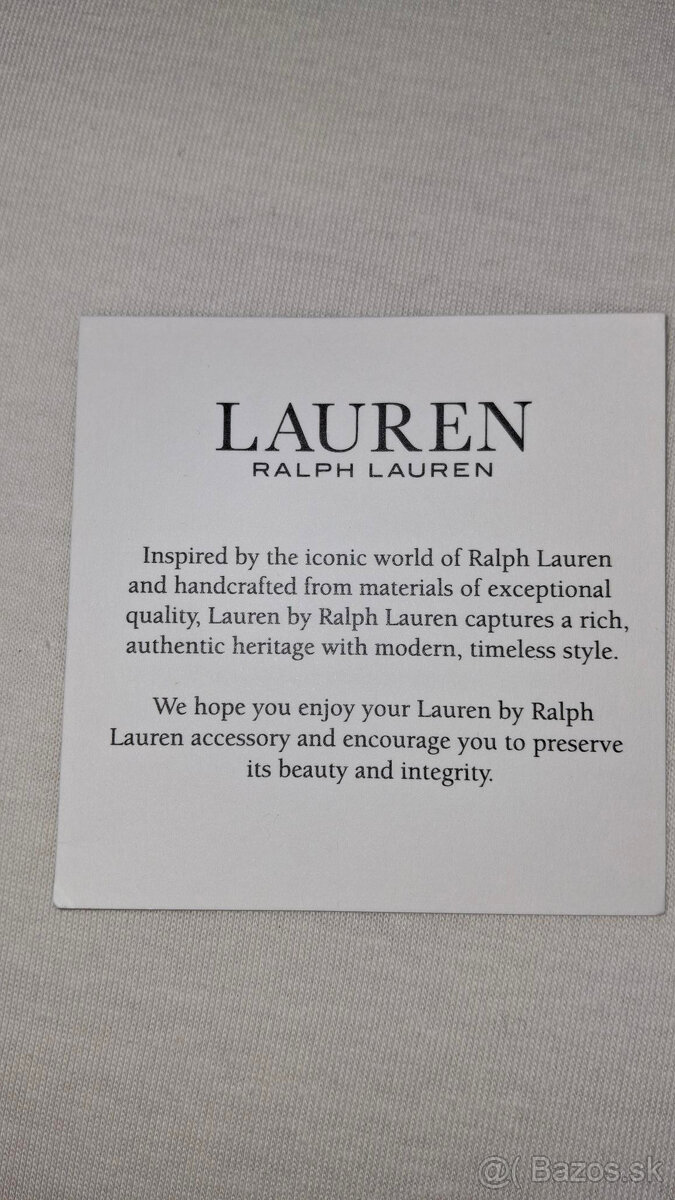 LAUREN
RALPH LAUREN
Inspired by the iconic world of Ralph Lauren
and handcrafted from materials of exceptional
quality, Lauren by Ralph Lauren captures a rich,
authentic heritage with modern, timeless style.
We hope you enjoy your Lauren by Ralph
Lauren accessory and encourage you to preserve
its beauty and integrity.
@( Bazos.sk